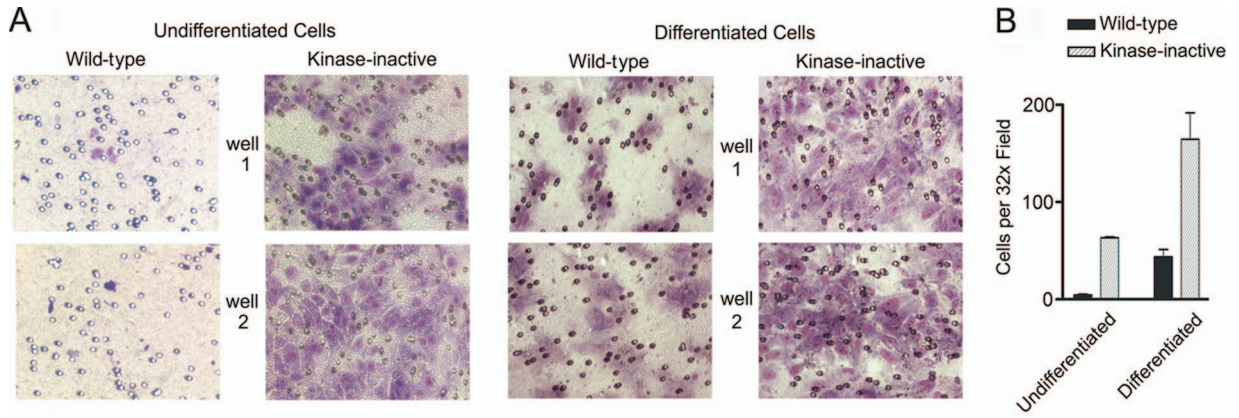 A
Undifferentiated Cells
Wild-type
Kinase-inactive
well
1
well
2
Differentiated Cells
Wild-type
Kinase-inactive
well
1
well
2
B
Wild-type
Kinase-inactive
Cells per 32x Field
200
100
0
Undifferentiated
Differentiated